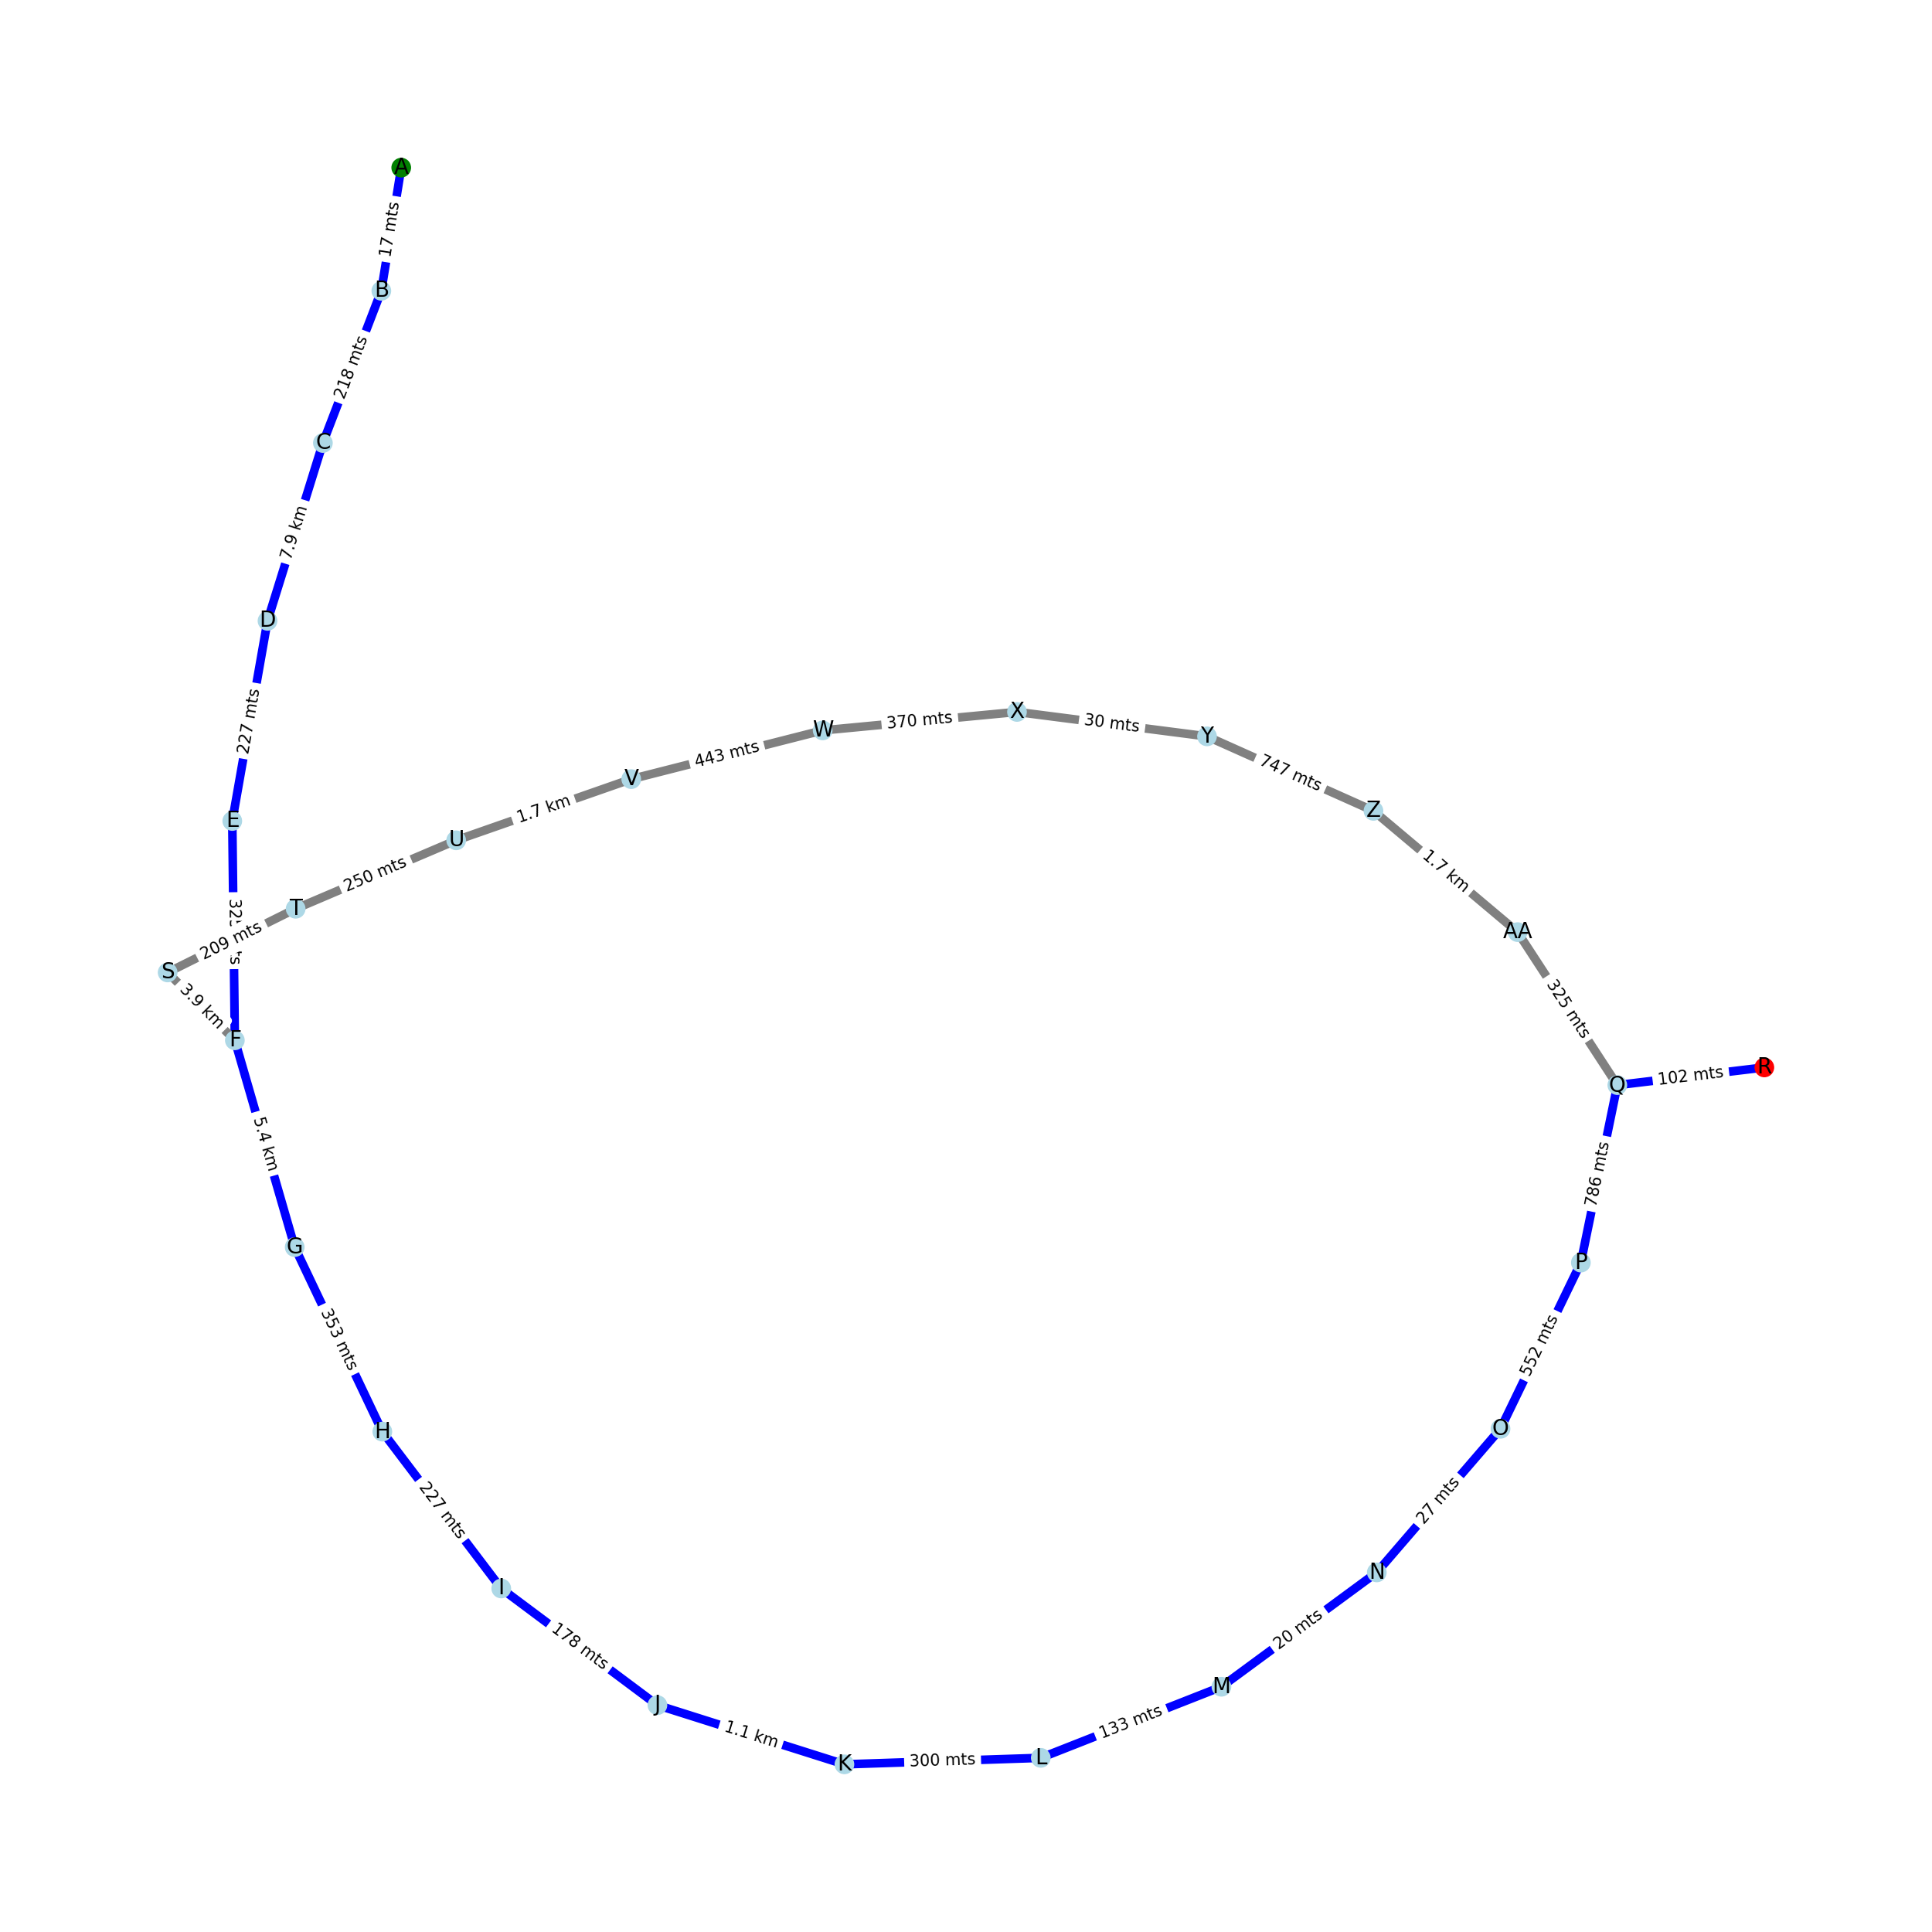 A
17 mts
B
218 mts
C
7.9 km
D
227 mts
E
F
209 mts
S
3.9 km
T
250 mts
U
1.7 km
V
443 mts
W
370 mts
X
30 mts
Y
747 mts
Z
1.7 km
AA
325 mts
Q
102 mts
R
786 mts
P
552 mts
O
27 mts
N
20 mts
M
133 mts
L
300 mts
K
1.1 km
J
178 mts
I
227 mts
H
353 mts
G
5.4 km